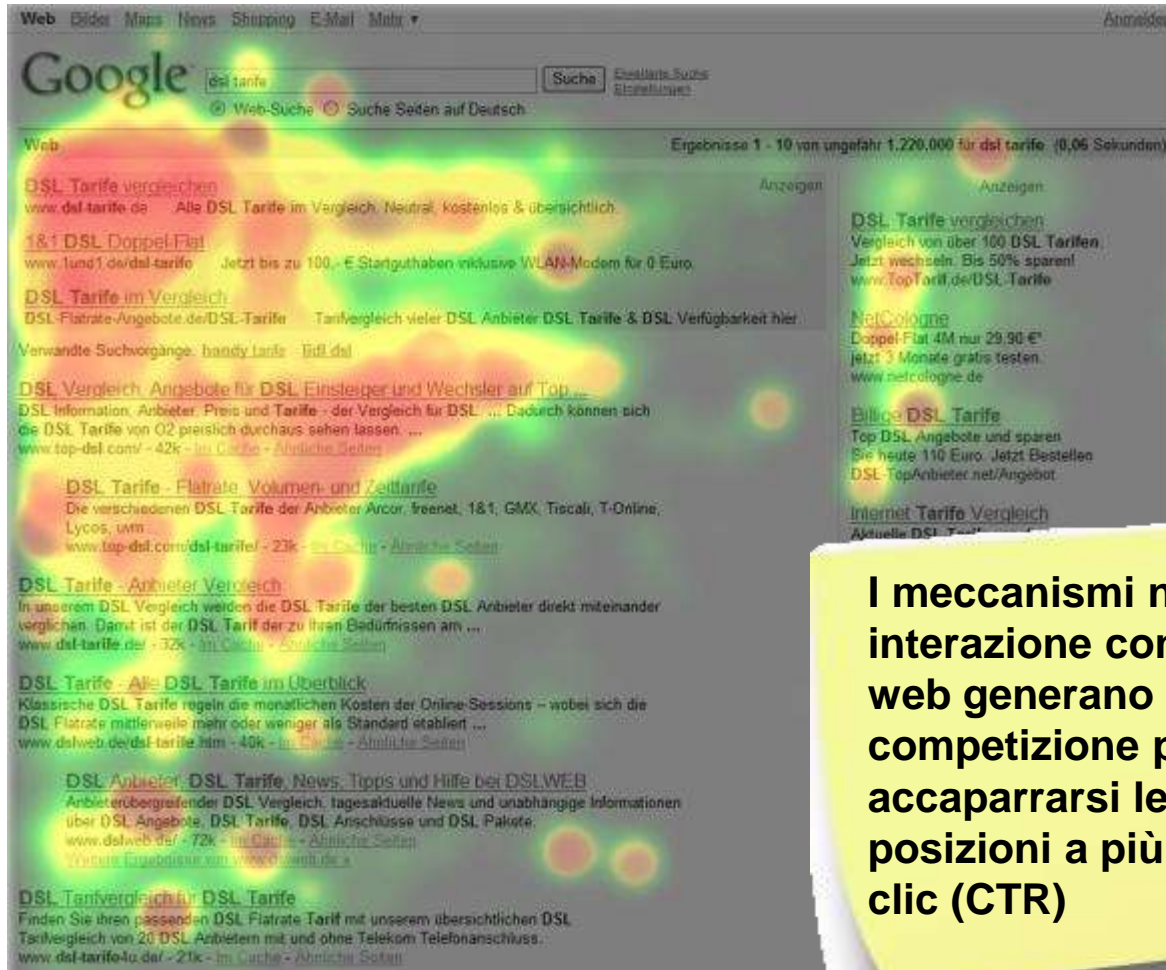 Web Bilder Maps News Shopping E-Mail Mehr ▼
Anmelden
Google
dsl tarife
Suche
Erweiterte Suche
Einstellungen
Web-Suche Suche Seiten auf Deutsch
Web
Ergebnisse 1 - 10 von ungefähr 1.220.000 für dsl tarife (0,06 Sekunden)
DSL Tarife vergleichen
Anzeigen
www.dsl-tarife.de Alle DSL Tarife im Vergleich. Neutral, kostenlos & übersichtlich.
1&1 DSL Doppel-Flat
www.1und1.de/dsl-tarife Jetzt bis zu 100,- € Startguthaben inklusive WLAN-Modem für 0 Euro.
DSL Tarife im Vergleich
DSL-Flatrate-Angebote.de/DSL-Tarife Tarifvergleich vieler DSL Anbieter DSL Tarife & DSL Verfügbarkeit hier
Verwandte Suchvorgänge: handy tarife lidl dsl
DSL Vergleich, Angebote für DSL Einsteiger und Wechsler auf Top ...
DSL Information, Anbieter, Preis und Tarife - der Vergleich für DSL. ... Dadurch können sich
die DSL Tarife von O2 preislich durchaus sehen lassen. ...
www.top-dsl.com/ - 42k - Im Cache - Ähnliche Seiten
DSL Tarife - Flatrate, Volumen- und Zeittarife
Die verschiedenen DSL Tarife der Anbieter Arcor, freenet, 1&1, GMX, Tiscali, T-Online,
Lycos, uvm ...
www.top-dsl.com/dsl-tarife/ - 23k - Im Cache - Ähnliche Seiten
DSL Tarife - Anbieter Vergleich
In unserem DSL Vergleich werden die DSL Tarife der besten DSL Anbieter direkt miteinander
verglichen. Damit ist der DSL Tarif der zu Ihren Bedürfnissen am ...
www.dsl-tarife.de/ - 32k - Im Cache - Ähnliche Seiten
DSL Tarife - Alle DSL Tarife im Überblick
Klassische DSL Tarife regeln die monatlichen Kosten der Online-Sessions – wobei sich die
DSL Flatrate mittlerweile mehr oder weniger als Standard etabliert ...
www.dslweb.de/dsl-tarife.htm - 40k - Im Cache - Ähnliche Seiten
DSL Anbieter, DSL Tarife, News, Tipps und Hilfe bei DSLWEB
Anbieterübergreifender DSL Vergleich, tagesaktuelle News und unabhängige Informationen
über DSL Angebote, DSL Tarife, DSL Anschlüsse und DSL Pakete.
www.dslweb.de/ - 72k - Im Cache - Ähnliche Seiten
Weitere Ergebnisse von www.dslweb.de »
DSL Tarifvergleich für DSL Tarife
Finden Sie ihren passenden DSL Flatrate Tarif mit unserem übersichtlichen DSL
Tarifvergleich von 20 DSL Anbietern mit und ohne Telekom Telefonanschluss.
www.dsl-tarife4u.de/ - 21k - Im Cache - Ähnliche Seiten
Anzeigen
DSL Tarife vergleichen
Vergleich von über 100 DSL Tarifen.
Jetzt wechseln. Bis 50% sparen!
www.TopTarif.de/DSL-Tarife
NetCologne
Doppel-Flat 4M nur 29,90 €*
jetzt 3 Monate gratis testen.
www.netcologne.de
Billige DSL Tarife
Top DSL Angebote und sparen
Sie heute 110 Euro. Jetzt Bestellen
DSL-TopAnbieter.net/Angebot
Internet Tarife Vergleich
Aktuelle DSL
I meccanismi n
interazione con
web generano
competizione p
accaparrarsi le
posizioni a più
clic (CTR)